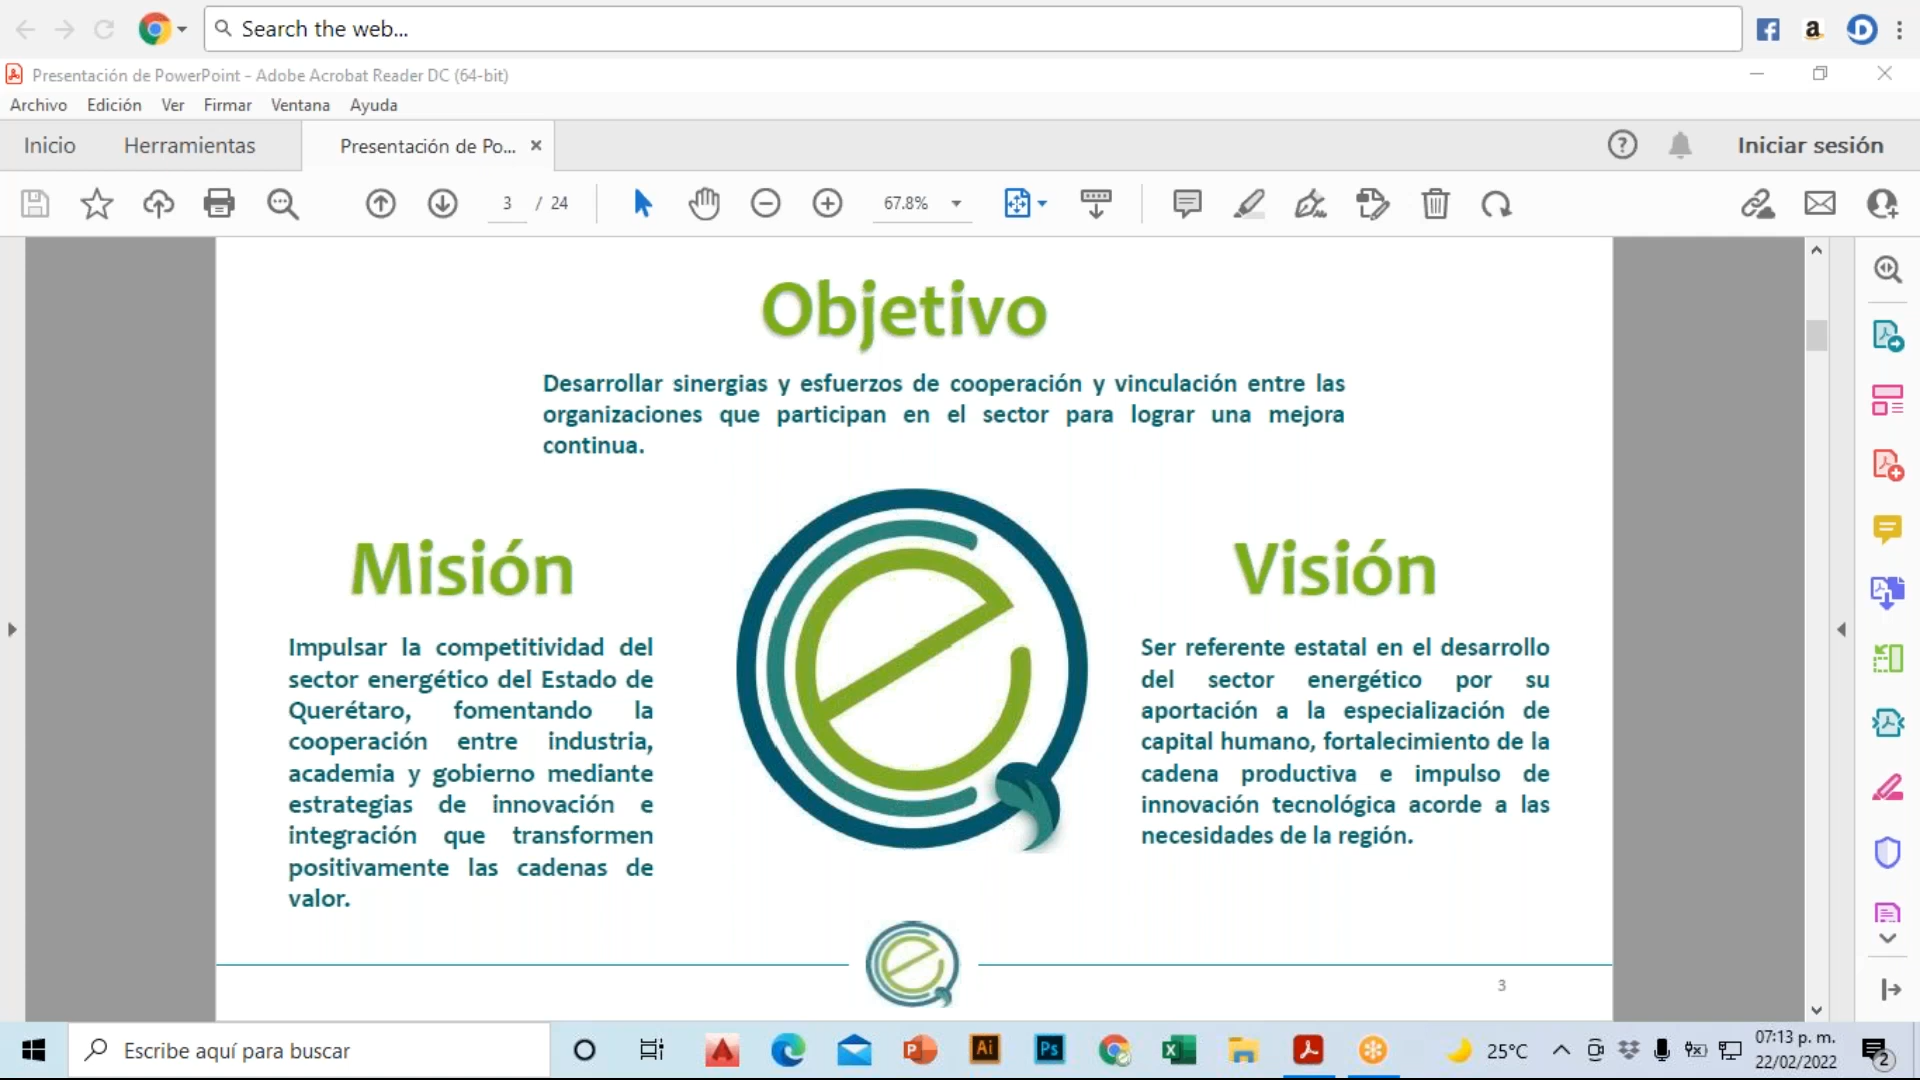 Search the web...
Presentación de PowerPoint - Adobe Acrobat Reader DC (64-bit)
Archivo Edición Ver Firmar Ventana Ayuda
Inicio Herramientas Presentación de Po... Iniciar sesión
3 / 24 67.8%
Objetivo
Desarrollar sinergias y esfuerzos de cooperación y vinculación entre las
organizaciones que participan en el sector para lograr una mejora
continua.
Misión
Impulsar la competitividad del
sector energético del Estado de
Querétaro, fomentando la
cooperación entre industria,
academia y gobierno mediante
estrategias de innovación e
integración que transformen
positivamente las cadenas de
valor.
Visión
Ser referente estatal en el desarrollo
del sector energético por su
aportación a la especialización de
capital humano, fortalecimiento de la
cadena productiva e impulso de
innovación tecnológica acorde a las
necesidades de la región.
3
Escribe aquí para buscar
Ai
Ps
25°C
07:13 p. m.
22/02/2022
2